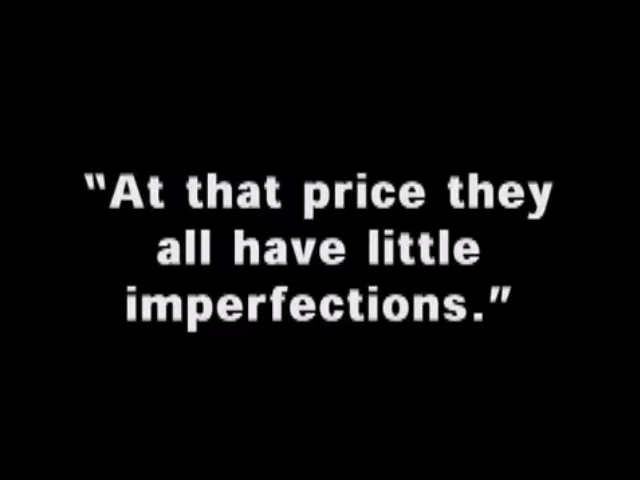 “At that price they
all have little
imperfections.”